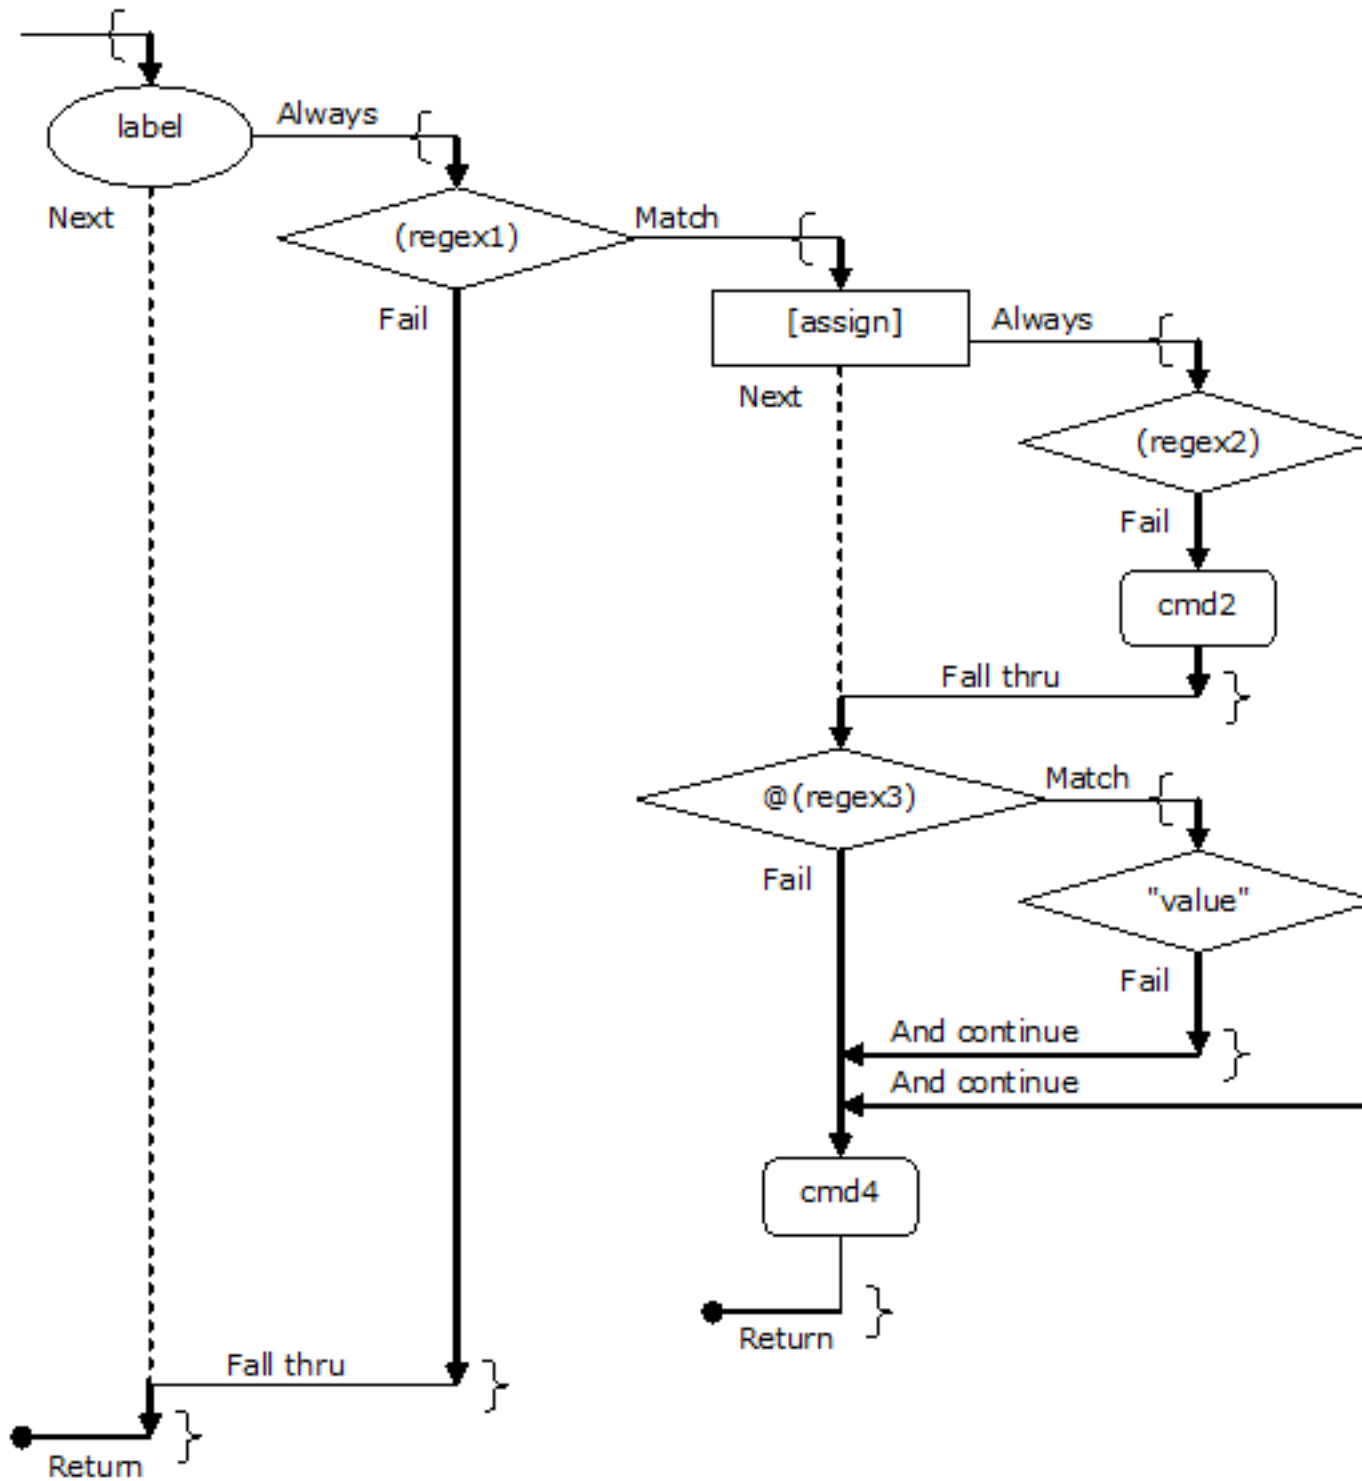 label
Always
Next
(regex1)
Match
Fail
[assign]
Always
Next
(regex2)
Fail
cmd2
Fall thru
@(regex3)
Match
Fail
"value"
Fail
And continue
And continue
cmd4
Return
Fall thru
Return